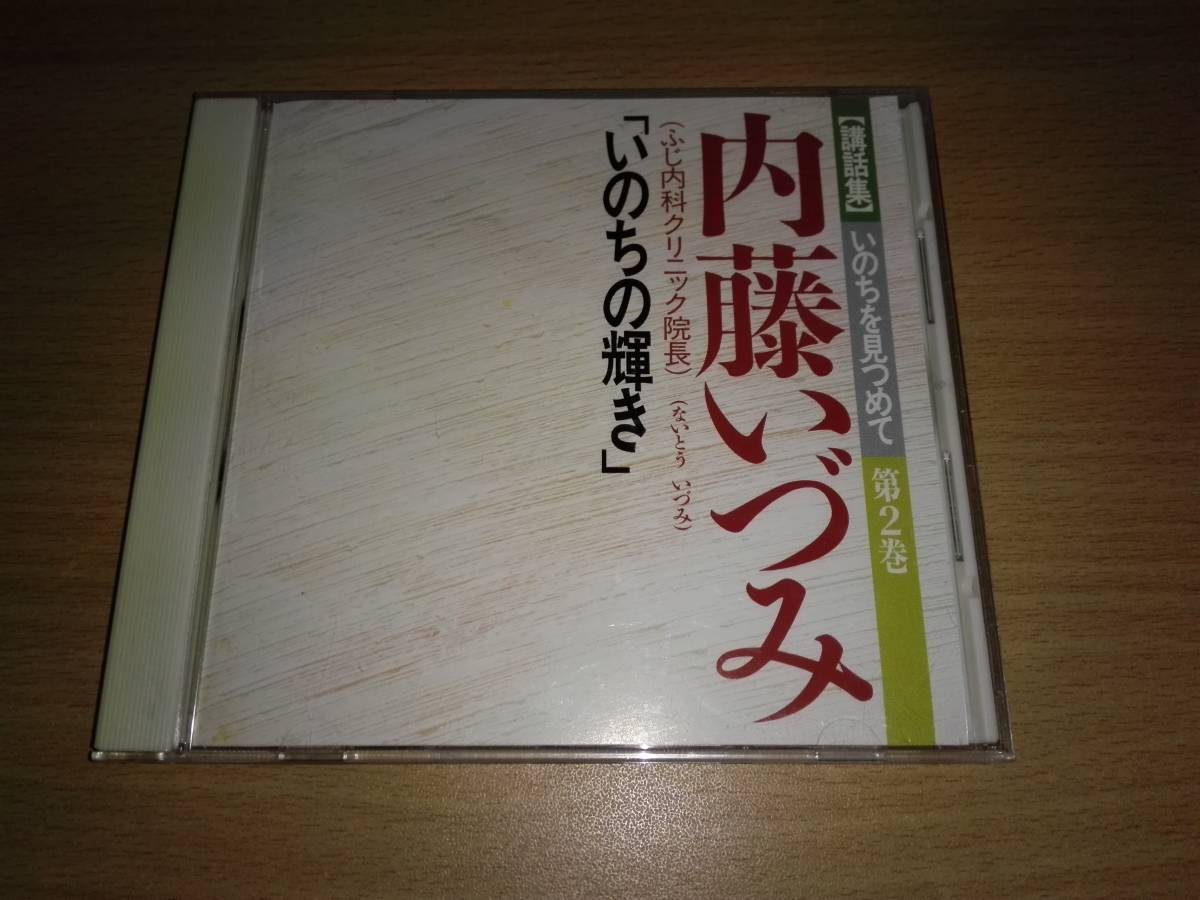 【講話集】いのちを見つめて 第2巻
内藤いづみ
(ふじ内科クリニック院長) (ないとう いづみ)
「いのちの輝き」